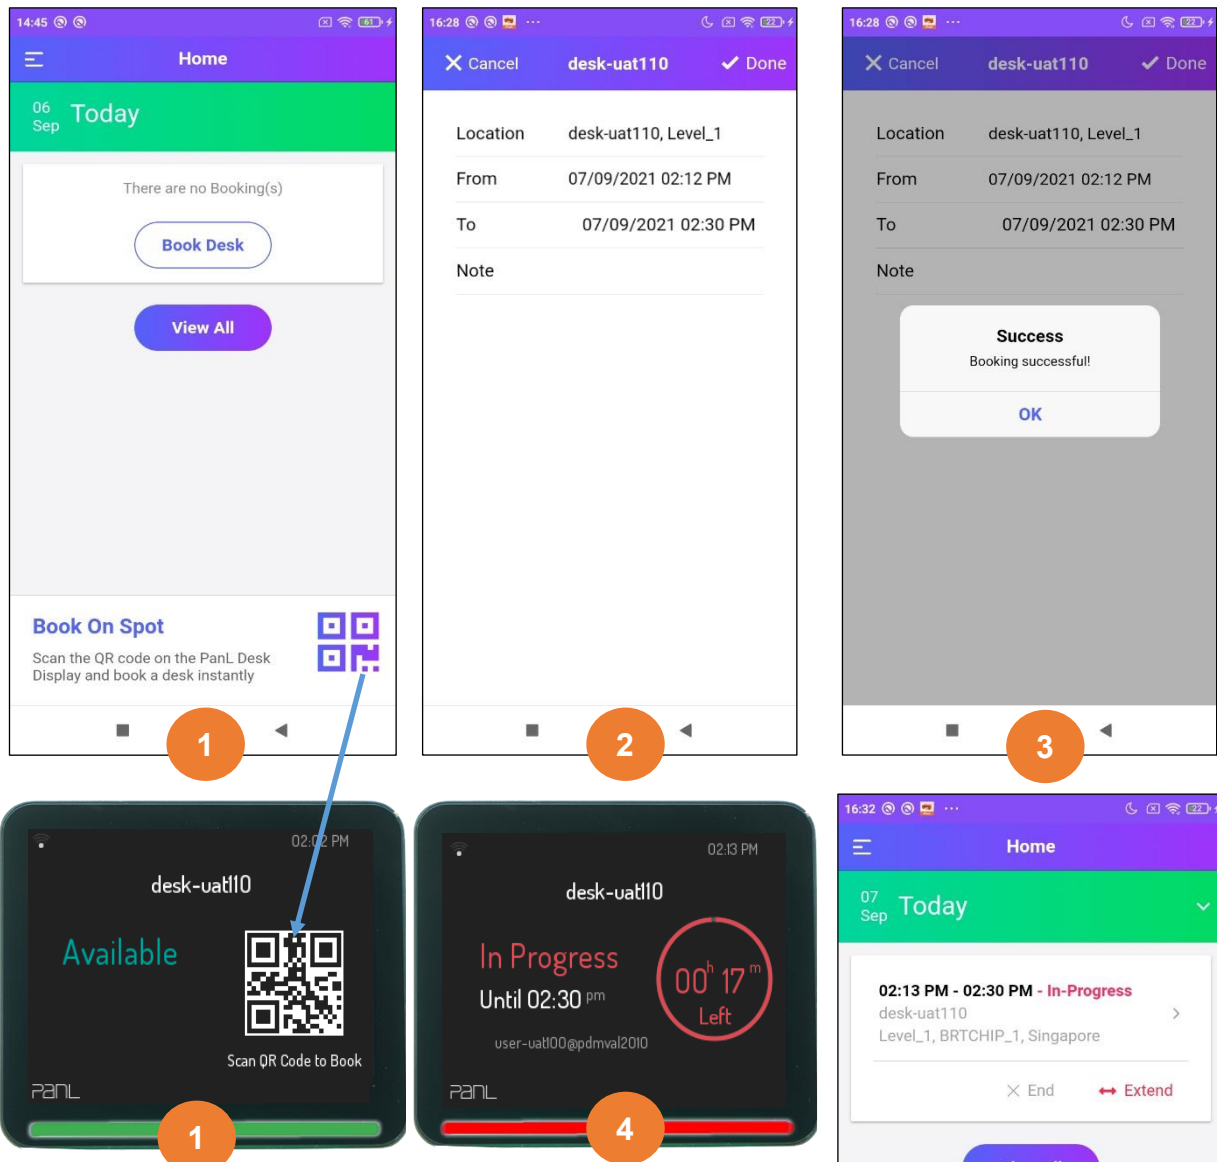 14:45
61
Home
06
Sep
Today
There are no Booking(s)
Book Desk
View All
Book On Spot
Scan the QR code on the PanL Desk
Display and book a desk instantly
1
16:28
22
Cancel
desk-uat110
Done
Location
desk-uat110, Level_1
From
07/09/2021 02:12 PM
To
07/09/2021 02:30 PM
Note
2
16:28
22
Cancel
desk-uat110
Done
Location
desk-uat110, Level_1
From
07/09/2021 02:12 PM
To
07/09/2021 02:30 PM
Note
Success
Booking successful!
OK
3
02:02 PM
desk-uat110
Available
Scan QR Code to Book
PanL
1
02:13 PM
desk-uat110
In Progress
Until 02:30 pm
00h 17m
Left
user-uat100@pdmval2010
PanL
4
16:32
22
Home
07
Sep
Today
02:13 PM - 02:30 PM - In-Progress
desk-uat110
Level_1, BRTCHIP_1, Singapore
End
Extend